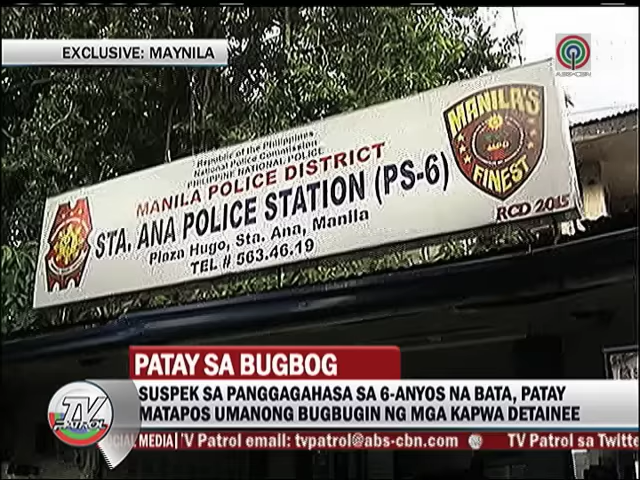 EXCLUSIVE: MAYNILA
ABS-CBN
Republic of the Philippines
National Police Commission
PHILIPPINE NATIONAL POLICE
MANILA POLICE DISTRICT
STA. ANA POLICE STATION (PS-6)
Plaza Hugo, Sta. Ana, Manila
TEL # 563.46.19
MANILA'S
FINEST
RCD 2015
PATAY SA BUGBOG
SUSPEK SA PANGGAGAHASA SA 6-ANYOS NA BATA, PATAY
MATAPOS UMANONG BUGBUGIN NG MGA KAPWA DETAINEE
TV PATROL
CIAL MEDIA 'V Patrol email: tvpatrol@abs-cbn.com TV Patrol sa Twitte